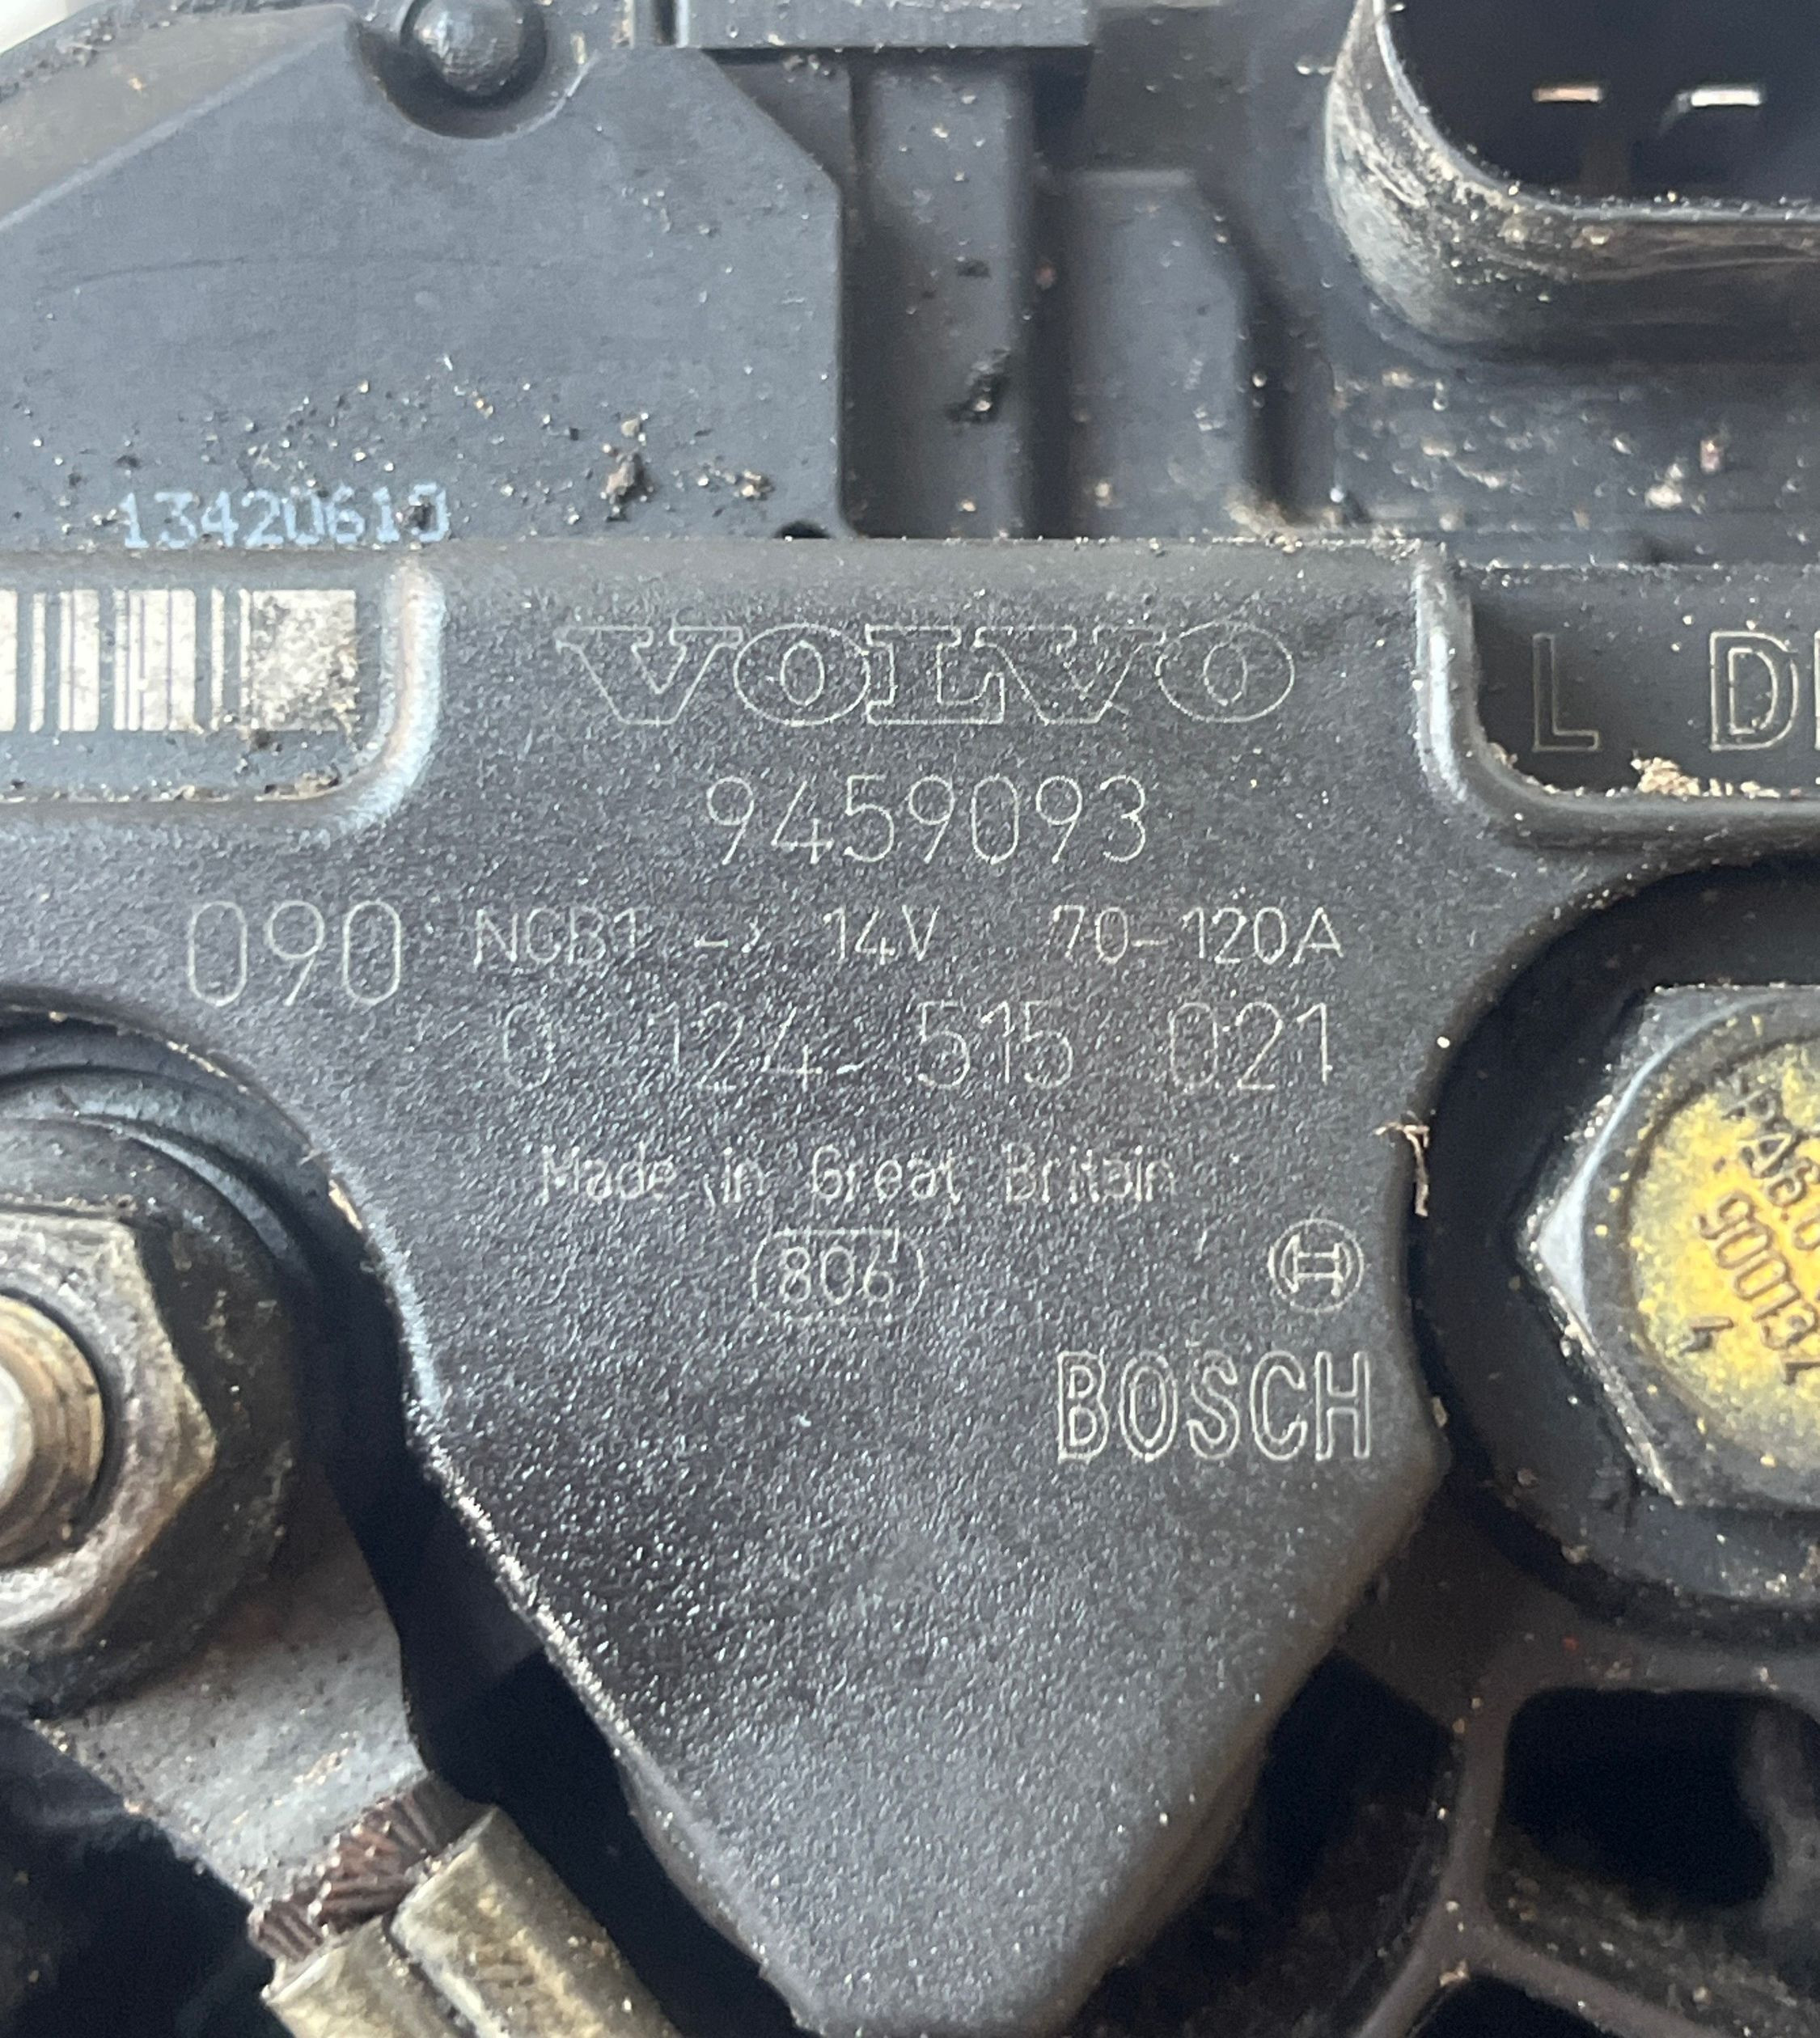 13420610
VOLVO
L
9459093
090 NCB1 -> 14V 70-120A
0 124 515 021
Made in Great Britain
806
BOSCH